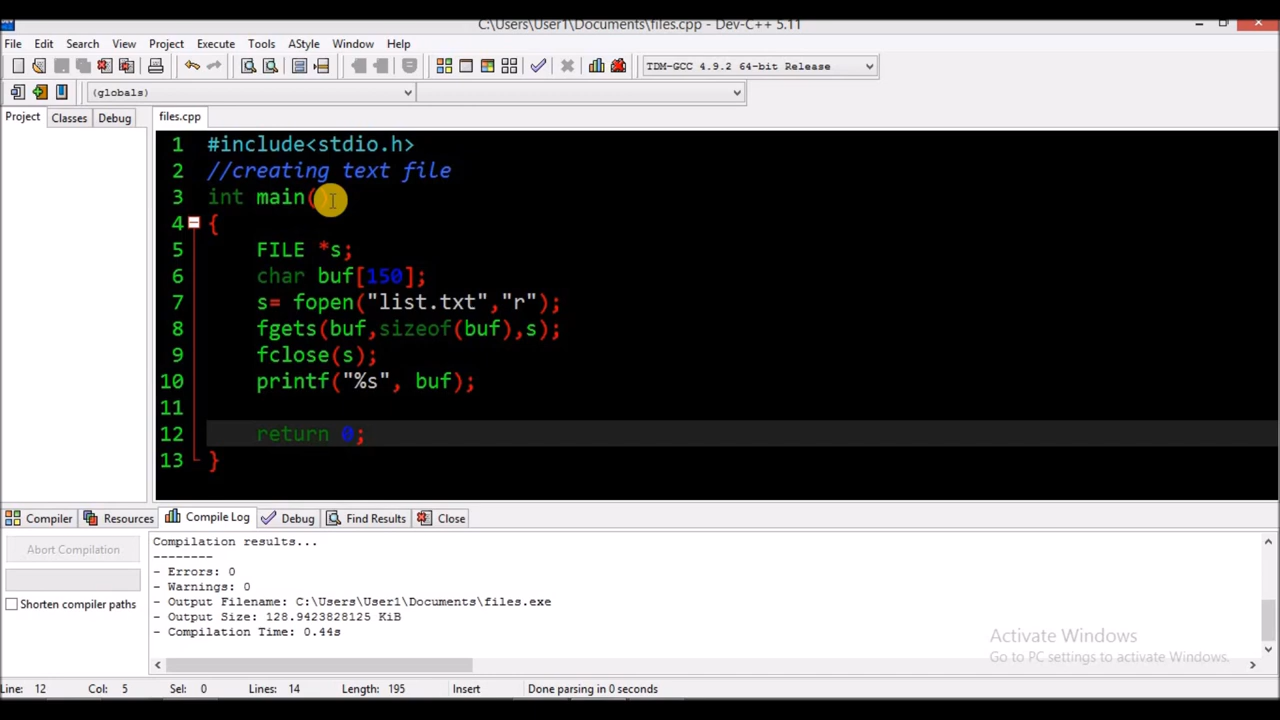 C:\Users\User1\Documents\files.cpp - Dev-C++ 5.11
File Edit Search View Project Execute Tools AStyle Window Help
TDM-GCC 4.9.2 64-bit Release
(globals)
Project Classes Debug files.cpp
1 #include<stdio.h>
2 //creating text file
3 int main()
4 {
5 FILE *s;
6 char buf[150];
7 s= fopen("list.txt","r");
8 fgets(buf,sizeof(buf),s);
9 fclose(s);
10 printf("%s", buf);
11
12 return 0;
13 }
Compiler Resources Compile Log Debug Find Results Close
Compilation results...
--------
Abort Compilation
- Errors: 0
- Warnings: 0
- Output Filename: C:\Users\User1\Documents\files.exe
Shorten compiler paths
- Output Size: 128.9423828125 KiB
- Compilation Time: 0.44s
Activate Windows
Go to PC settings to activate Windows.
Line: 12 Col: 5 Sel: 0 Lines: 14 Length: 195 Insert Done parsing in 0 seconds